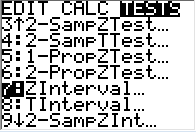 EDIT CALC TESTS
3↑2-SampZTest…
4:2-SampTTest…
5:1-PropZTest…
6:2-PropZTest…
7:ZInterval…
8:TInterval…
9↓2-SampZInt…